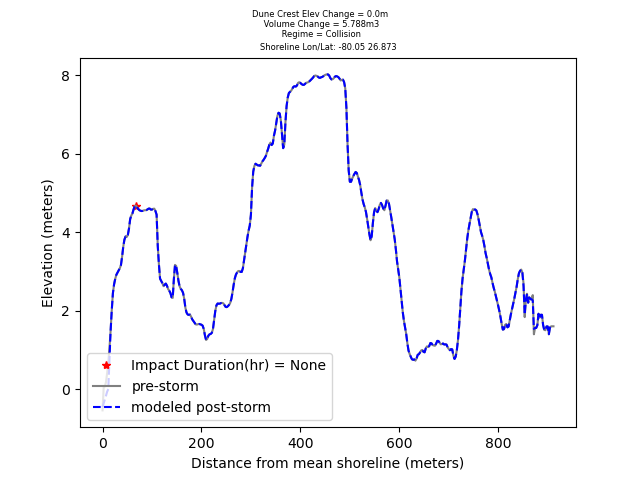 Dune Crest Elev Change = 0.0m
Volume Change = 5.788m3
Regime = Collision
Shoreline Lon/Lat: -80.05 26.873
8
6
4
2
0
Elevation (meters)
Impact Duration(hr) = None
pre-storm
modeled post-storm
0 200 400 600 800
Distance from mean shoreline (meters)